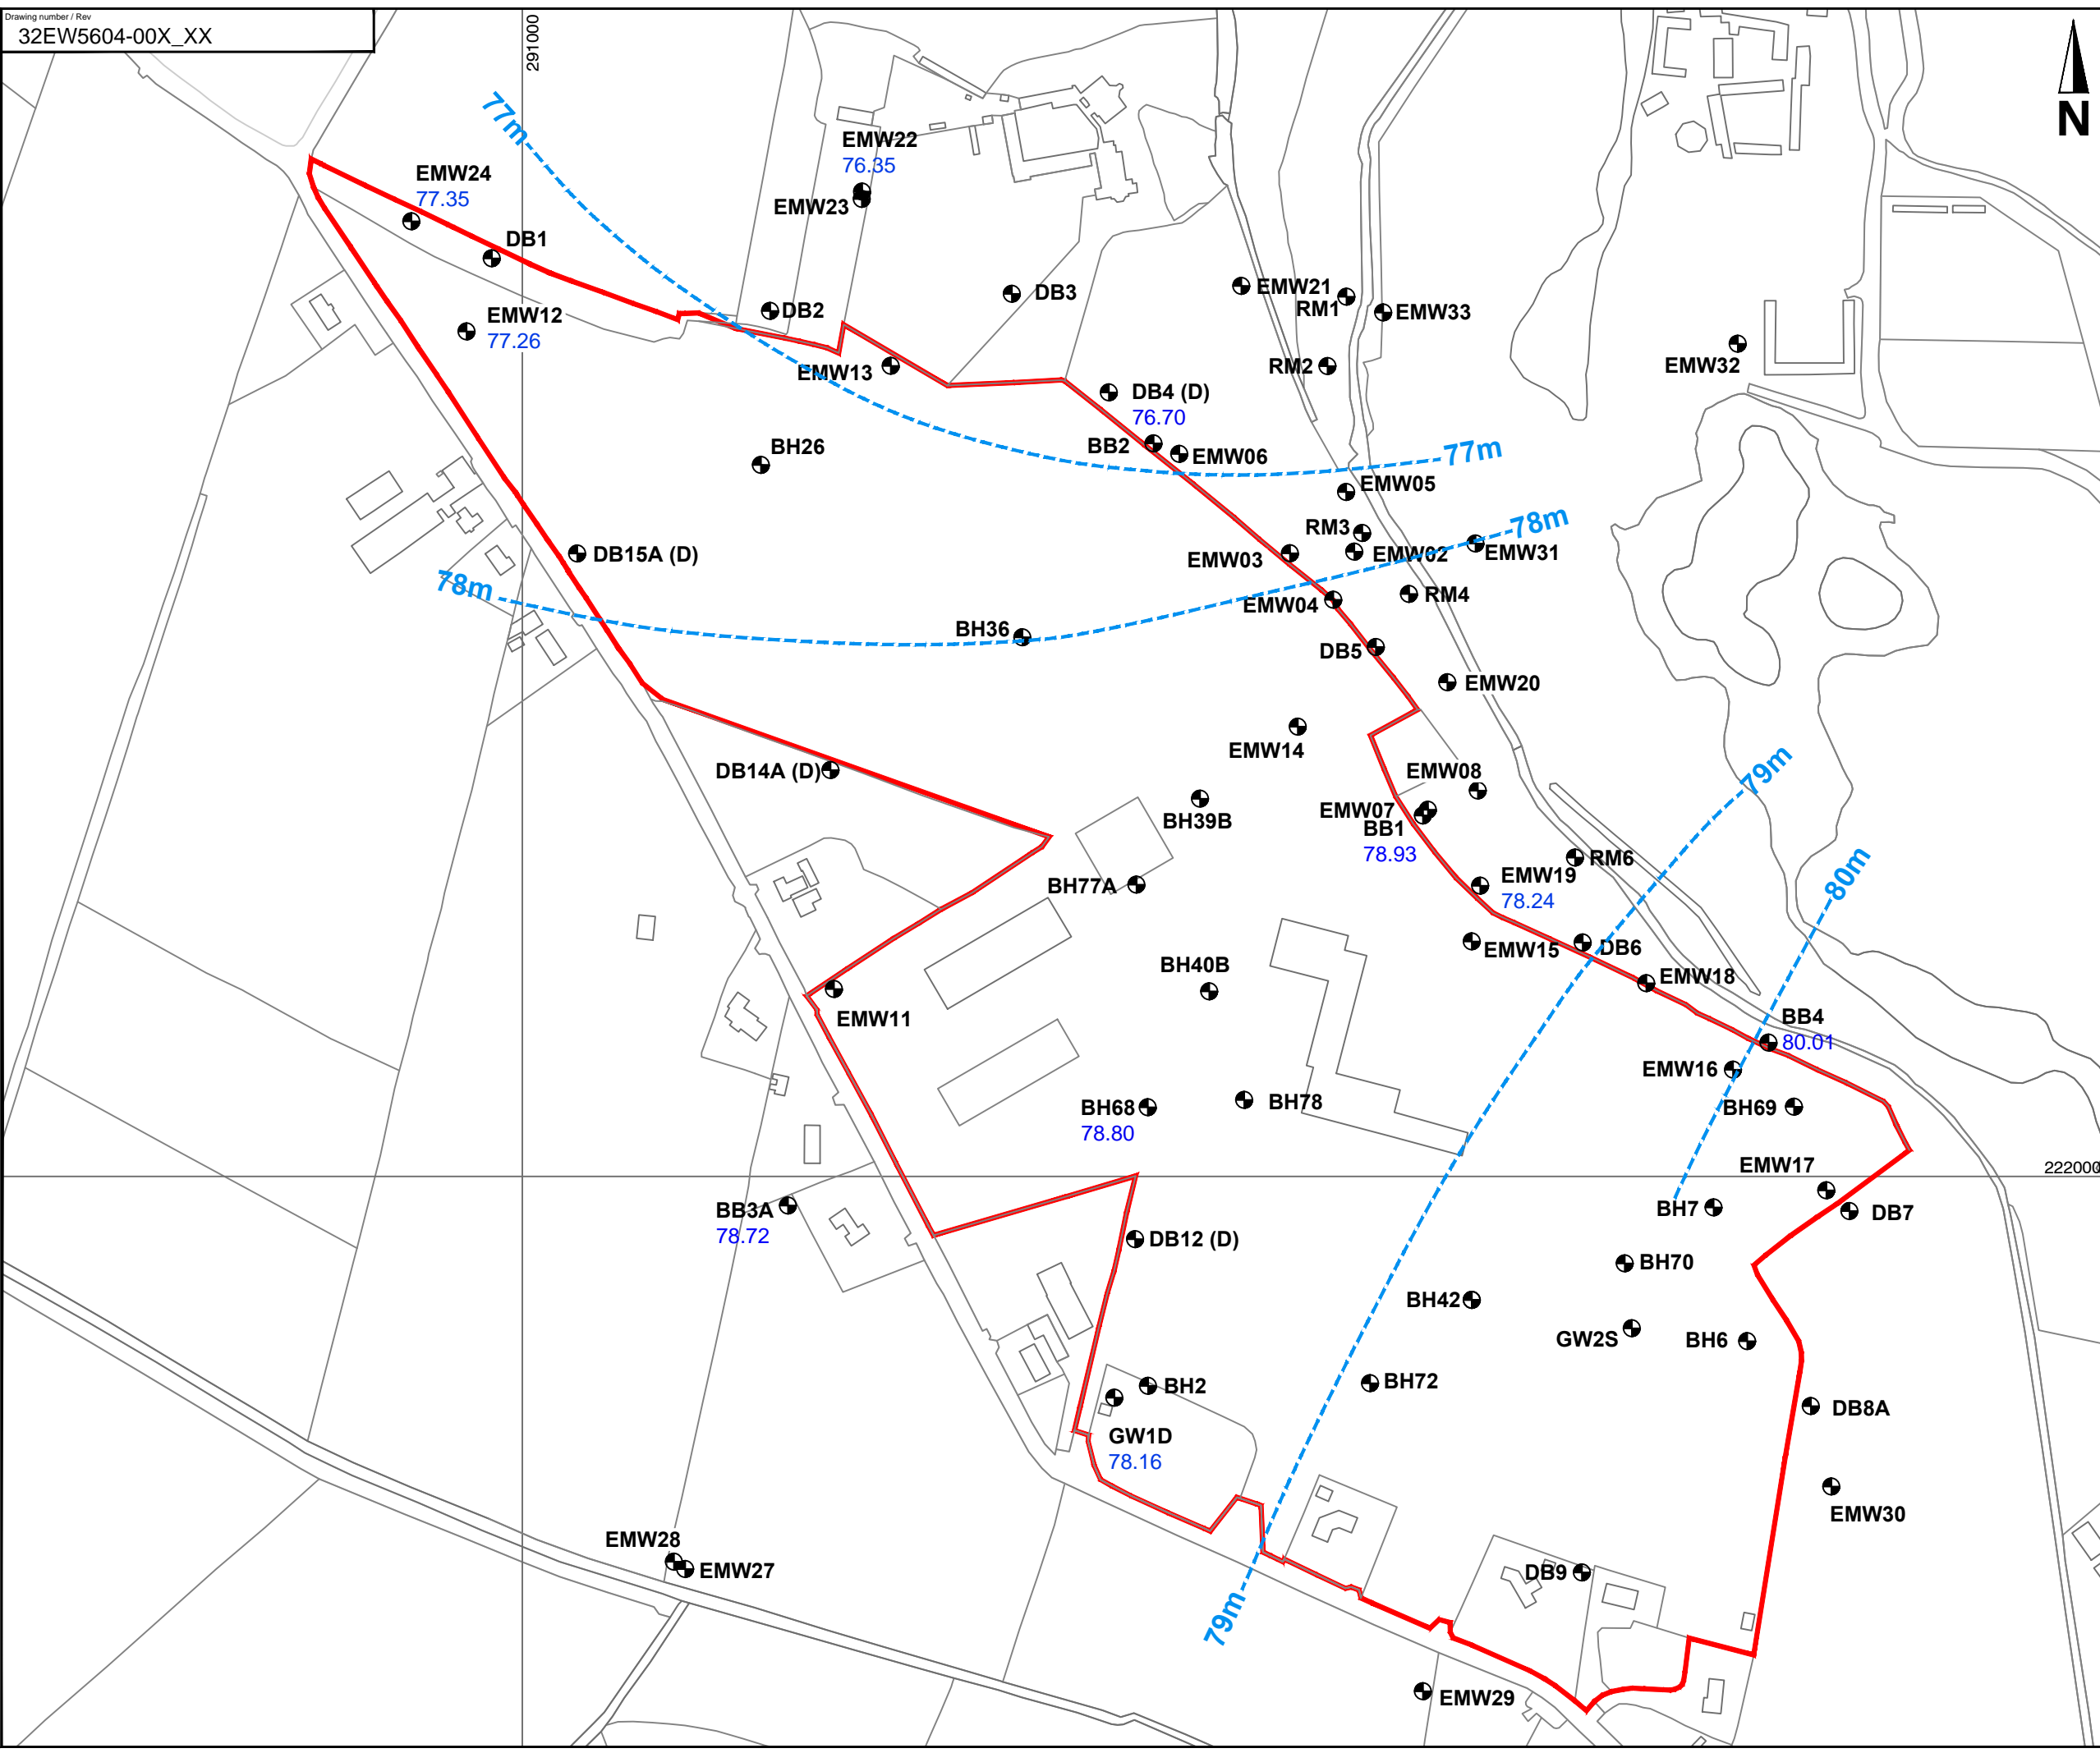 Drawing number / Rev
32EW5604-00X_XX
291000
N
77m
EMW22
76.35
EMW23
EMW24
77.35
DB1
EMW12
77.26
DB2
DB3
EMW21
RM1
EMW33
EMW13
RM2
EMW32
DB4 (D)
76.70
BB2
EMW06
BH26
77m
EMW05
78m
RM3
EMW02
EMW31
EMW03
DB15A (D)
78m
EMW04
RM4
BH36
DB5
EMW20
EMW14
DB14A (D)
EMW08
79m
BH39B
EMW07
BB1
78.93
RM6
EMW19
78.24
80m
BH77A
EMW15
DB6
BH40B
EMW18
EMW11
BB4
80.01
EMW16
BH68
78.80
BH78
BH69
EMW17
222000
BB3A
78.72
BH7
DB7
DB12 (D)
BH70
BH42
GW2S
BH6
BH2
BH72
DB8A
GW1D
78.16
EMW30
EMW28
EMW27
DB9
79m
EMW29